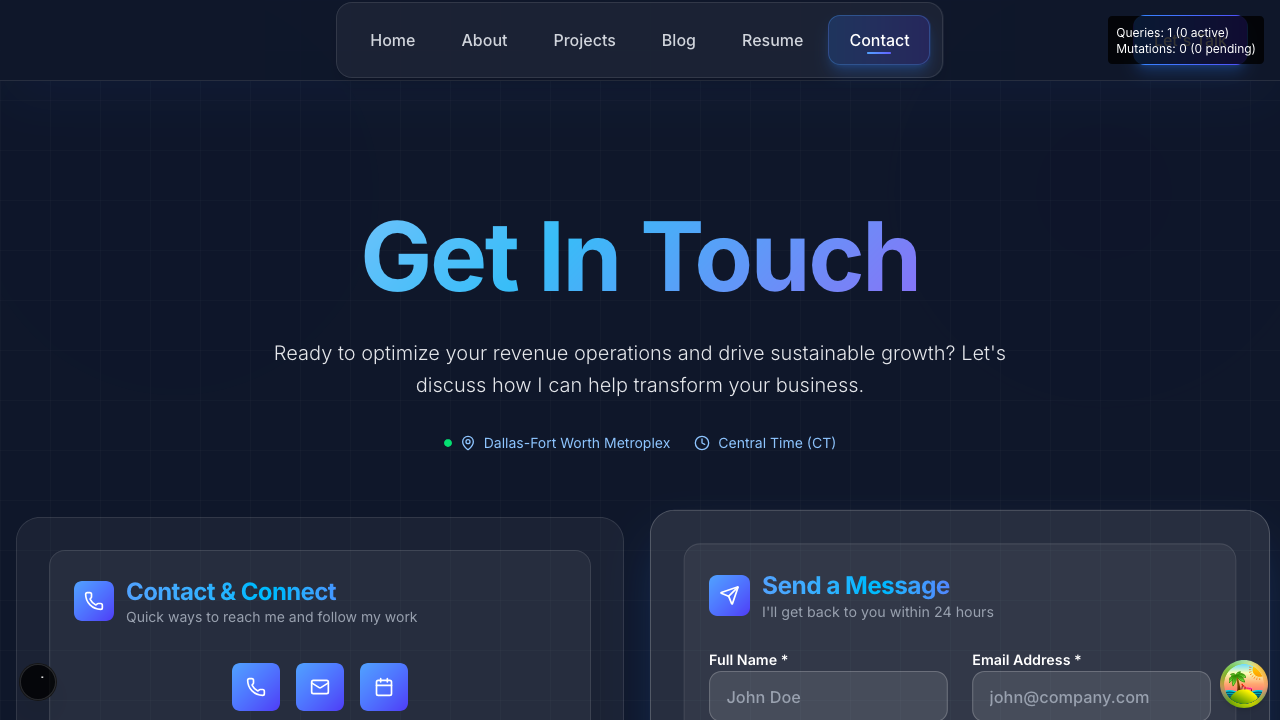 Home
About
Projects
Blog
Resume
Contact
Queries: 1 (0 active)
Mutations: 0 (0 pending)
Get In Touch
Ready to optimize your revenue operations and drive sustainable growth? Let's
discuss how I can help transform your business.
Dallas-Fort Worth Metroplex
Central Time (CT)
Contact & Connect
Quick ways to reach me and follow my work
Send a Message
I'll get back to you within 24 hours
Full Name *
Email Address *
John Doe
john@company.com